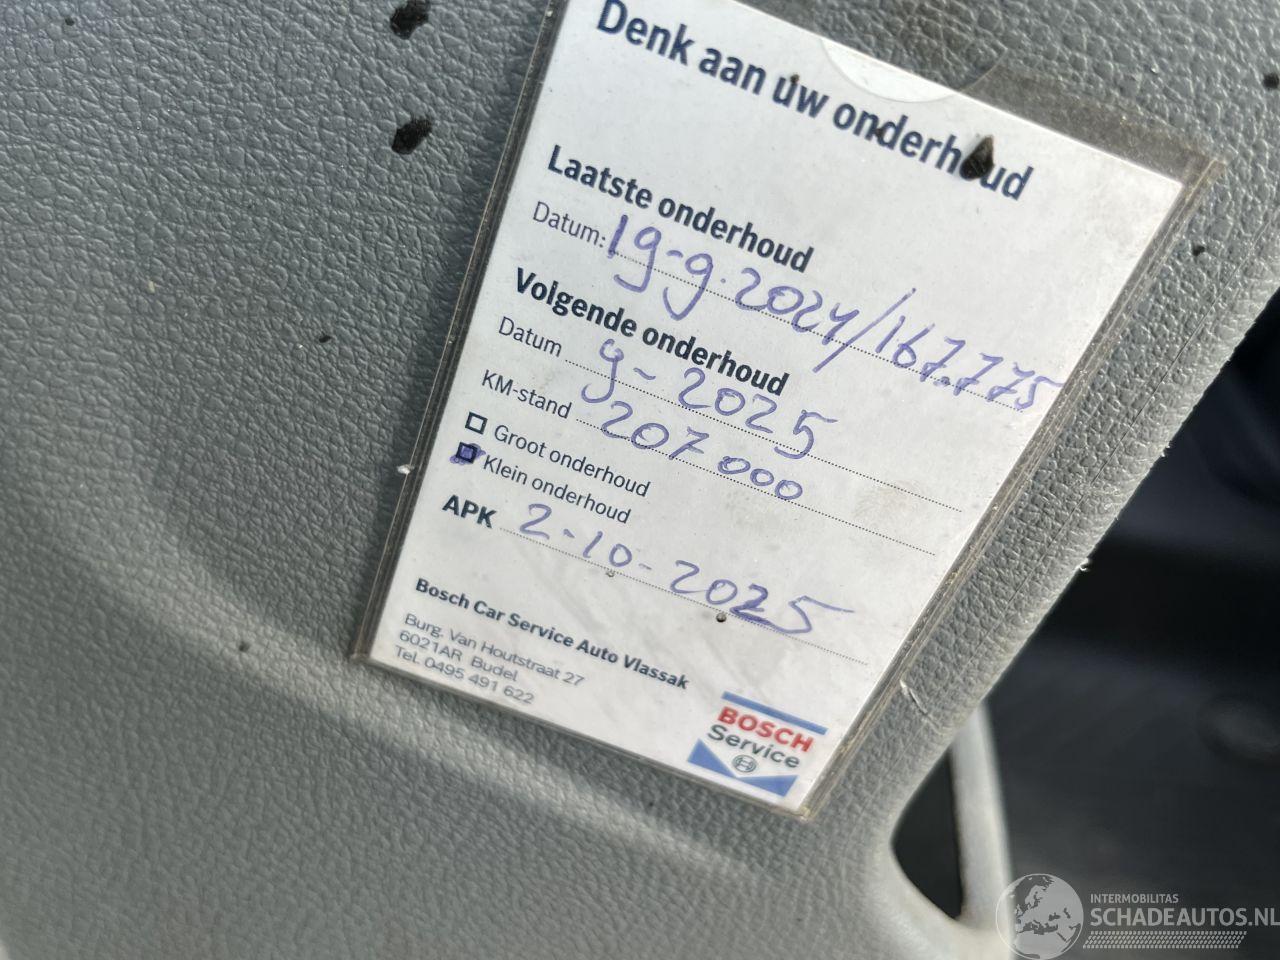 Denk aan uw onderhoud
Laatste onderhoud
Datum: 19-9-2024/167.775
Volgende onderhoud
Datum 9-2025
KM-stand 207000
Groot onderhoud
Klein onderhoud
APK 2-10-2025
Bosch Car Service Auto Vlassak
Burg. Van Houtstraat 27
6021AR Budel
Tel. 0495 491 622
BOSCH
Service
INTERMOBILITAS
SCHADEAUTOS.NL